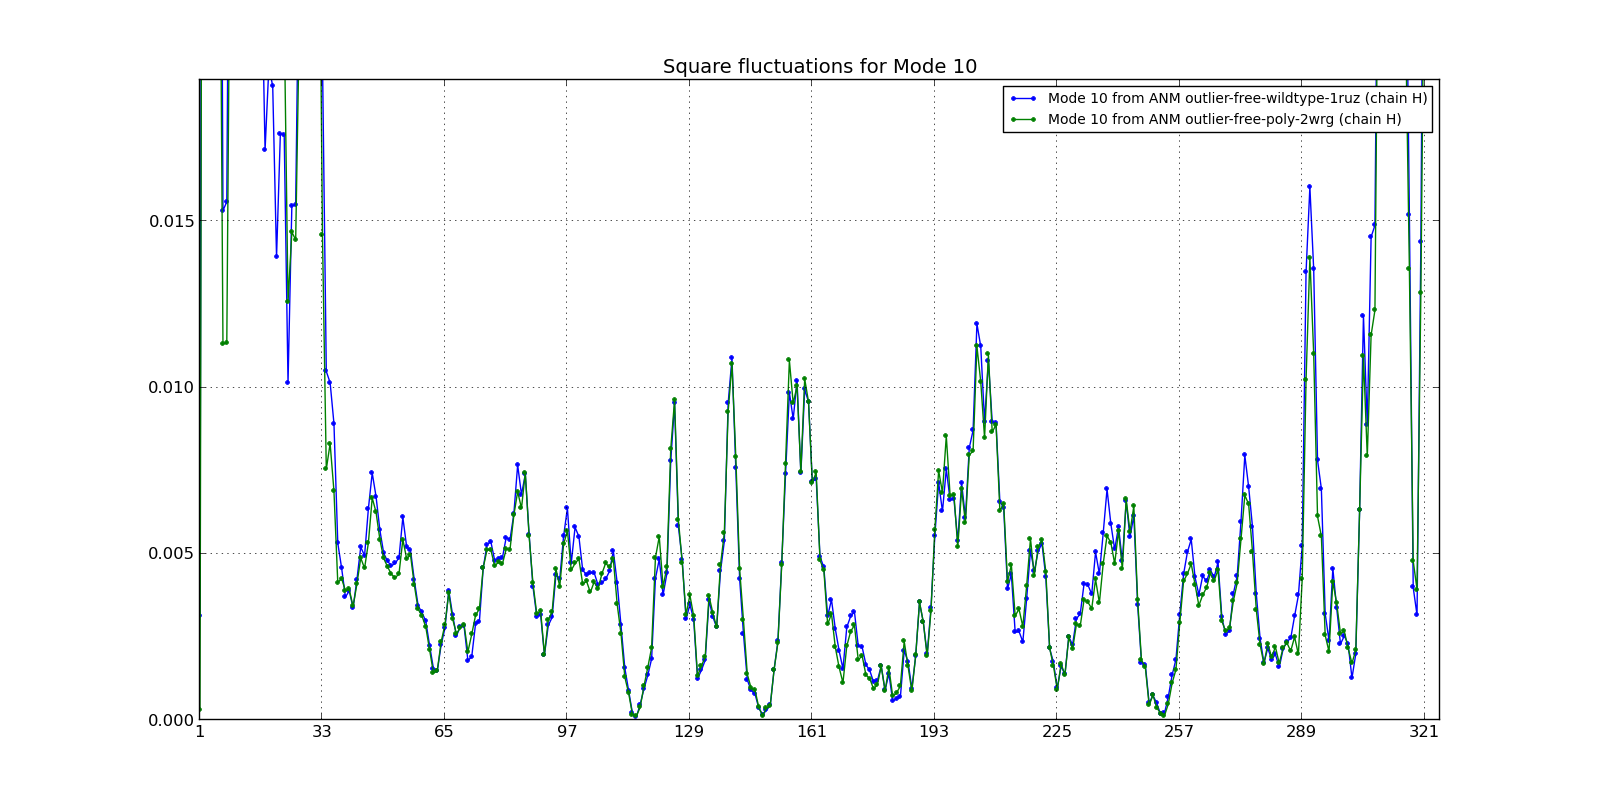 Square fluctuations for Mode 10
Mode 10 from ANM outlier-free-wildtype-1ruz (chain H)
Mode 10 from ANM outlier-free-poly-2wrg (chain H)
0.015
0.010
0.005
0.000
1 33 65 97 129 161 193 225 257 289 321